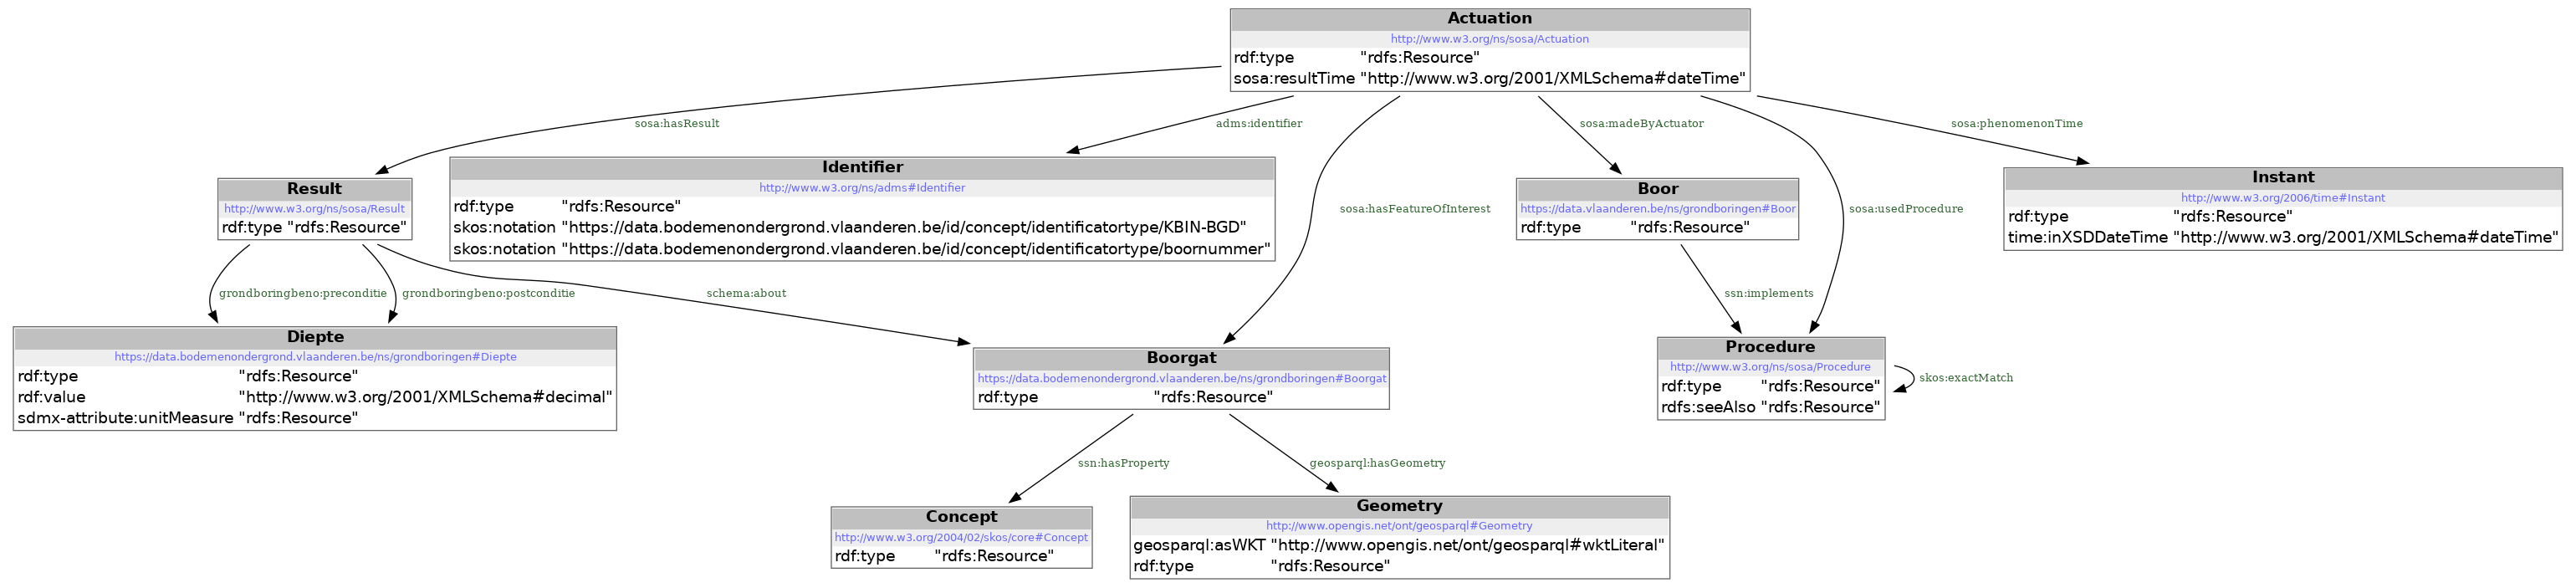 Actuation
http://www.w3.org/ns/sosa/Actuation
rdf:type "rdfs:Resource"
sosa:resultTime "http://www.w3.org/2001/XMLSchema#dateTime"
sosa:hasResult
adms:identifier
sosa:madeByActuator
sosa:phenomenonTime
Result
http://www.w3.org/ns/sosa/Result
rdf:type "rdfs:Resource"
Identifier
http://www.w3.org/ns/adms#Identifier
rdf:type "rdfs:Resource"
skos:notation "https://data.bodemenondergrond.vlaanderen.be/id/concept/identificatortype/KBIN-BGD"
skos:notation "https://data.bodemenondergrond.vlaanderen.be/id/concept/identificatortype/boornummer"
sosa:hasFeatureOfInterest
Boor
https://data.vlaanderen.be/ns/grondboringen#Boor
rdf:type "rdfs:Resource"
sosa:usedProcedure
Instant
http://www.w3.org/2006/time#Instant
rdf:type "rdfs:Resource"
time:inXSDDateTime "http://www.w3.org/2001/XMLSchema#dateTime"
grondboringbeno:preconditie
grondboringbeno:postconditie
schema:about
ssn:implements
Diepte
https://data.bodemenondergrond.vlaanderen.be/ns/grondboringen#Diepte
rdf:type "rdfs:Resource"
rdf:value "http://www.w3.org/2001/XMLSchema#decimal"
sdmx-attribute:unitMeasure "rdfs:Resource"
Boorgat
https://data.bodemenondergrond.vlaanderen.be/ns/grondboringen#Boorgat
rdf:type "rdfs:Resource"
Procedure
http://www.w3.org/ns/sosa/Procedure
rdf:type "rdfs:Resource"
rdfs:seeAlso "rdfs:Resource"
skos:exactMatch
ssn:hasProperty
geosparql:hasGeometry
Concept
http://www.w3.org/2004/02/skos/core#Concept
rdf:type "rdfs:Resource"
Geometry
http://www.opengis.net/ont/geosparql#Geometry
geosparql:asWKT "http://www.opengis.net/ont/geosparql#wktLiteral"
rdf:type "rdfs:Resource"